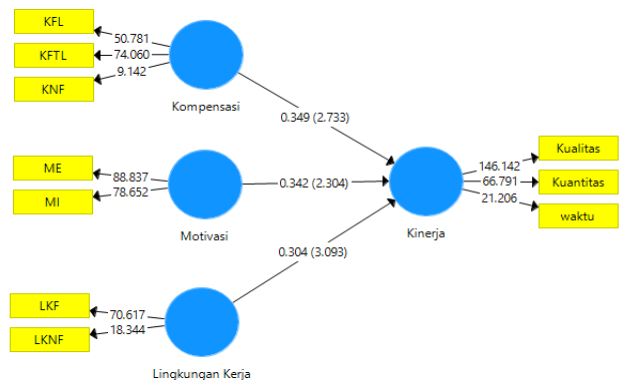 KFL
50.781
KFTL
74.060
KNF
9.142
Kompensasi
0.349 (2.733)
ME
88.837
MI
78.652
Motivasi
0.342 (2.304)
Kualitas
146.142
Kuantitas
66.791
waktu
21.206
Kinerja
0.304 (3.093)
LKF
70.617
LKNF
18.344
Lingkungan Kerja